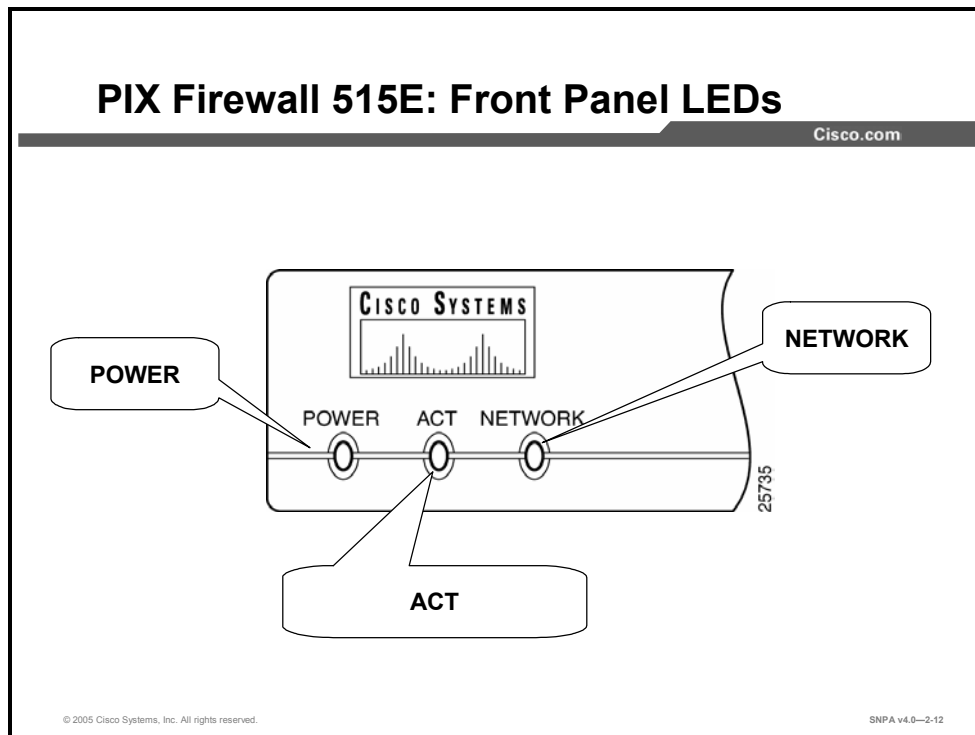 PIX Firewall 515E: Front Panel LEDs
Cisco.com
CISCO SYSTEMS
NETWORK
POWER
POWER ACT NETWORK
25735
ACT
© 2005 Cisco Systems, Inc. All rights reserved.
SNPA v4.0—2-12